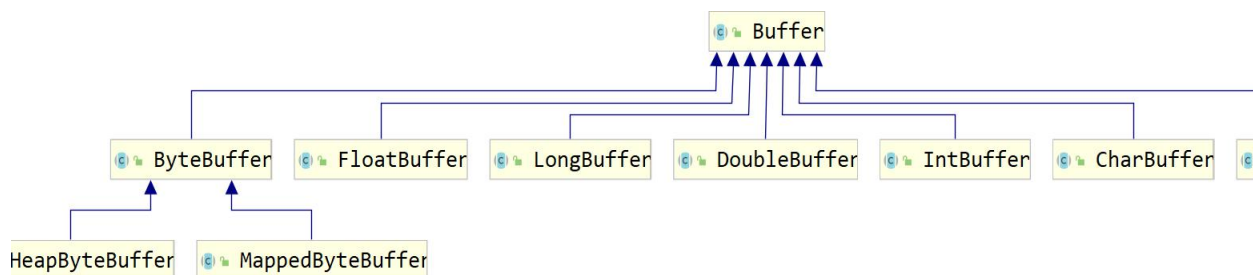 Buffer
ByteBuffer FloatBuffer LongBuffer DoubleBuffer IntBuffer CharBuffer
HeapByteBuffer MappedByteBuffer